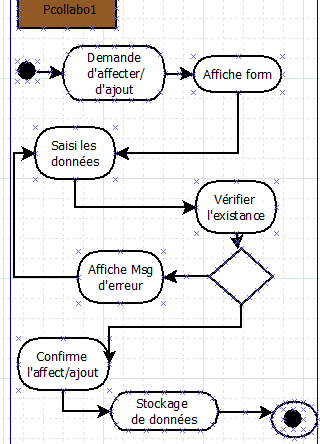 Pcollabo1
Demande
d'affecter/
d'ajout
Affiche form
Saisi les
données
Vérifier
l'existance
Affiche Msg
d'erreur
Confirme
l'affect/ajout
Stockage
de données